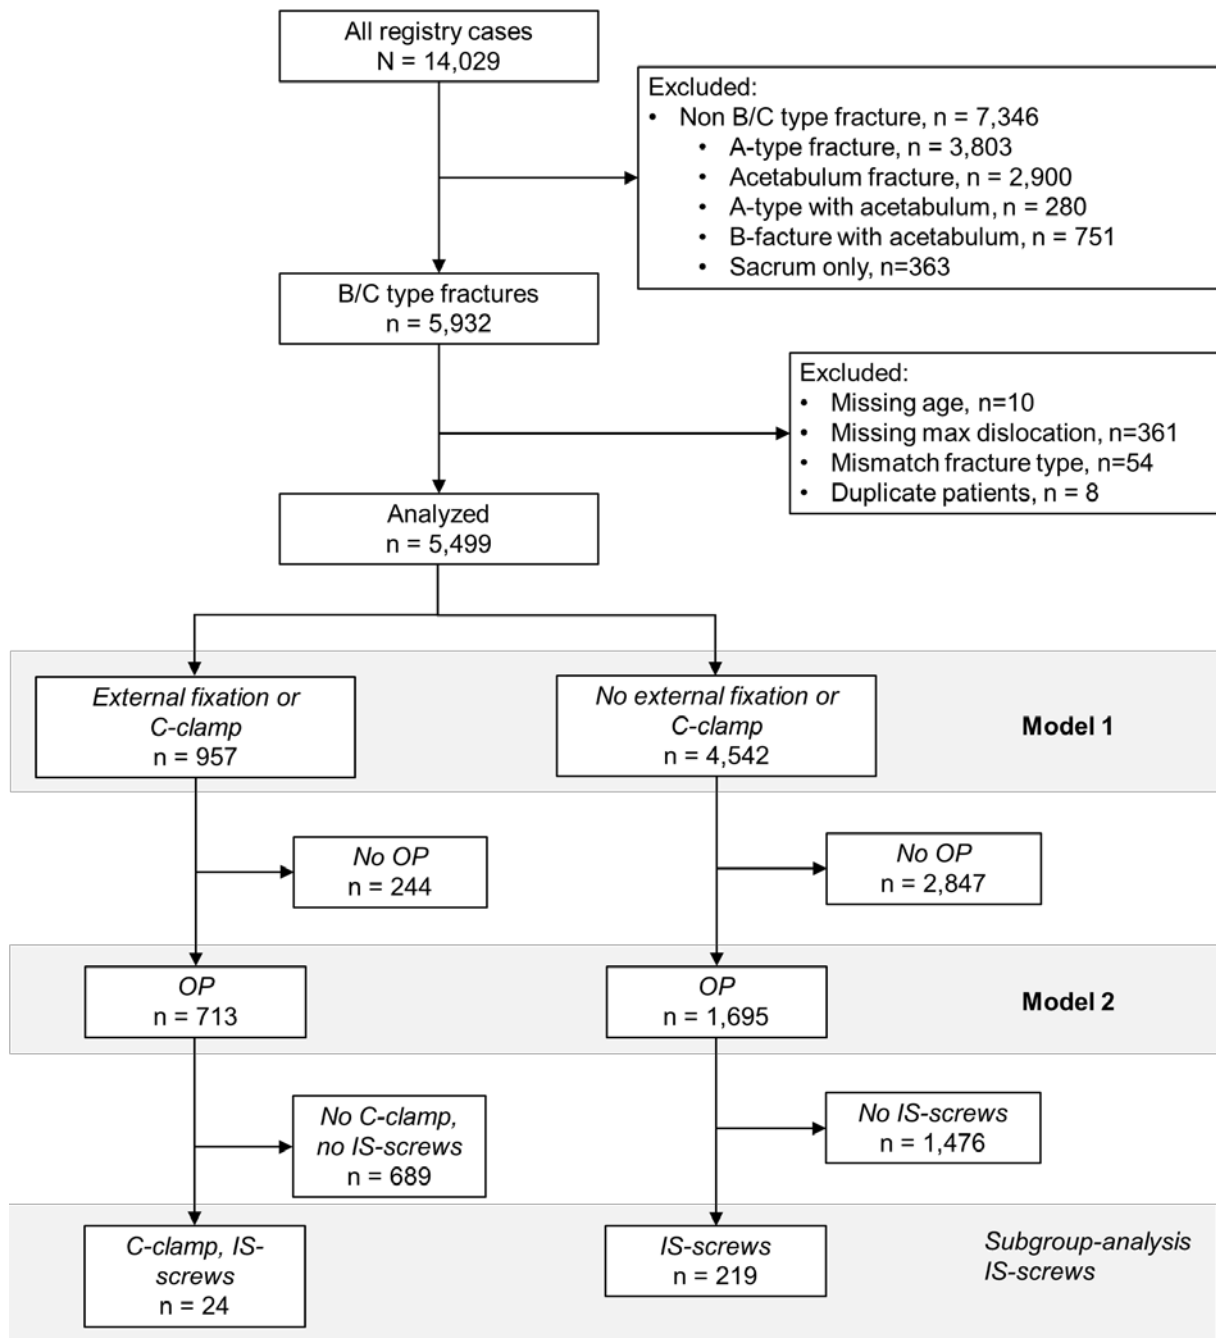 All registry cases
N = 14,029
Excluded:
• Non B/C type fracture, n = 7,346
• A-type fracture, n = 3,803
• Acetabulum fracture, n = 2,900
• A-type with acetabulum, n = 280
• B-facture with acetabulum, n = 751
• Sacrum only, n=363
B/C type fractures
n = 5,932
Excluded:
• Missing age, n=10
• Missing max dislocation, n=361
• Mismatch fracture type, n=54
• Duplicate patients, n = 8
Analyzed
n = 5,499
External fixation or
C-clamp
n = 957
No external fixation or
C-clamp
n = 4,542
Model 1
No OP
n = 244
No OP
n = 2,847
OP
n = 713
OP
n = 1,695
Model 2
No C-clamp,
no IS-screws
n = 689
No IS-screws
n = 1,476
C-clamp, IS-
screws
n = 24
IS-screws
n = 219
Subgroup-analysis
IS-screws